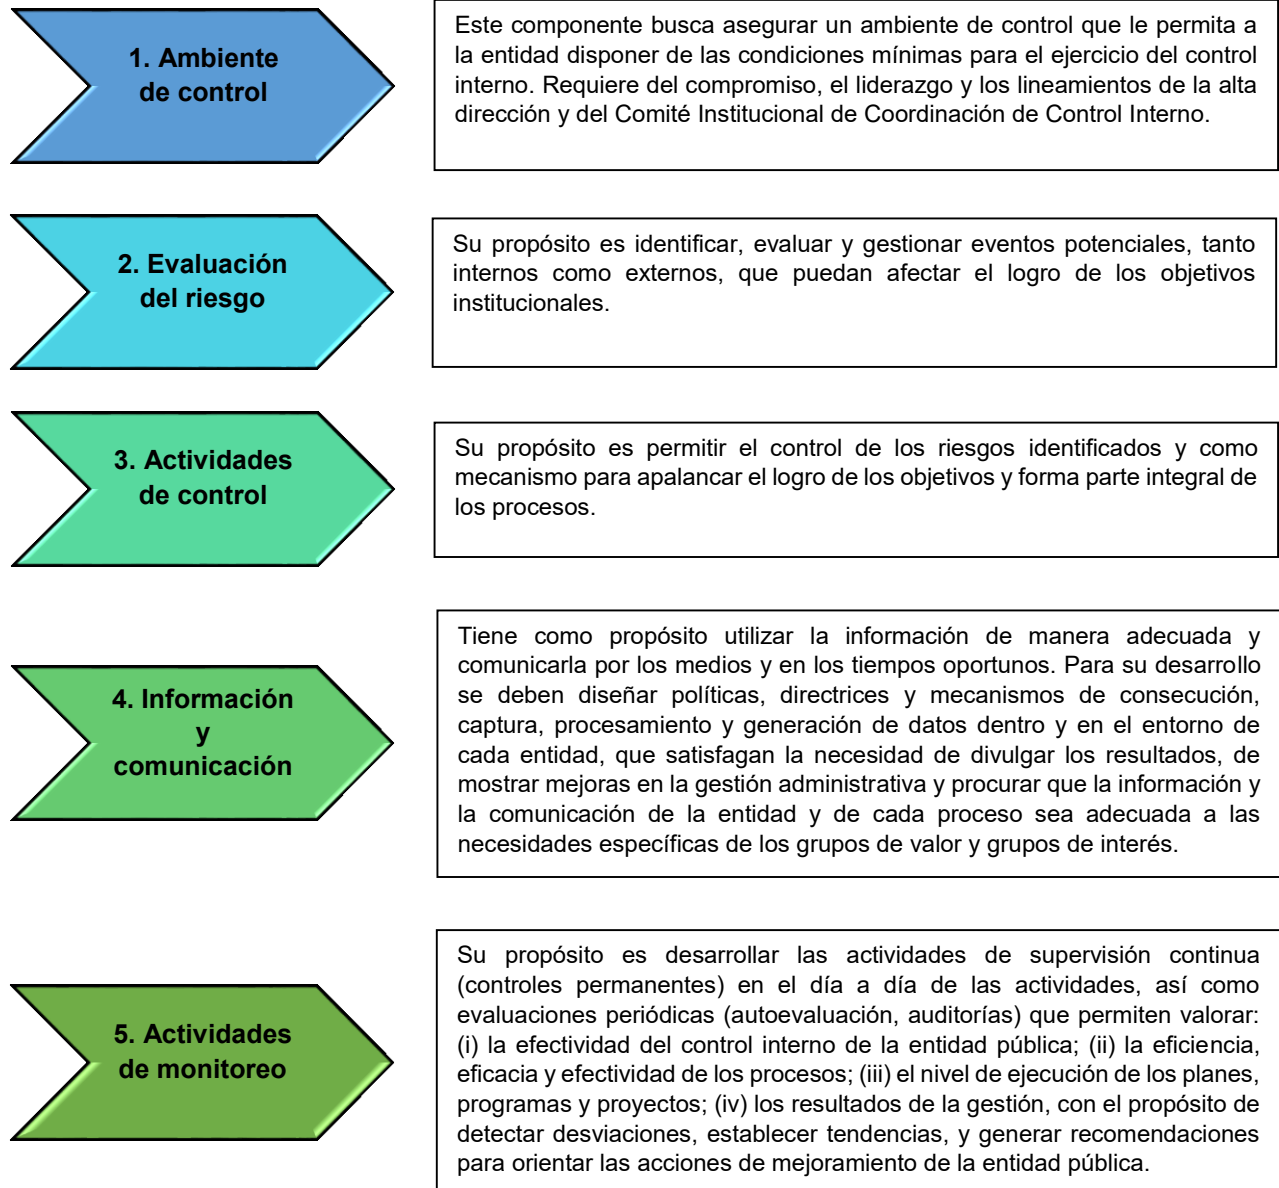 1. Ambiente
de control
Este componente busca asegurar un ambiente de control que le permita a
la entidad disponer de las condiciones mínimas para el ejercicio del control
interno. Requiere del compromiso, el liderazgo y los lineamientos de la alta
dirección y del Comité Institucional de Coordinación de Control Interno.
2. Evaluación
del riesgo
Su propósito es identificar, evaluar y gestionar eventos potenciales, tanto
internos como externos, que puedan afectar el logro de los objetivos
institucionales.
3. Actividades
de control
Su propósito es permitir el control de los riesgos identificados y como
mecanismo para apalancar el logro de los objetivos y forma parte integral de
los procesos.
4. Información
y
comunicación
Tiene como propósito utilizar la información de manera adecuada y
comunicarla por los medios y en los tiempos oportunos. Para su desarrollo
se deben diseñar políticas, directrices y mecanismos de consecución,
captura, procesamiento y generación de datos dentro y en el entorno de
cada entidad, que satisfagan la necesidad de divulgar los resultados, de
mostrar mejoras en la gestión administrativa y procurar que la información y
la comunicación de la entidad y de cada proceso sea adecuada a las
necesidades específicas de los grupos de valor y grupos de interés.
5. Actividades
de monitoreo
Su propósito es desarrollar las actividades de supervisión continua
(controles permanentes) en el día a día de las actividades, así como
evaluaciones periódicas (autoevaluación, auditorías) que permiten valorar:
(i) la efectividad del control interno de la entidad pública; (ii) la eficiencia,
eficacia y efectividad de los procesos; (iii) el nivel de ejecución de los planes,
programas y proyectos; (iv) los resultados de la gestión, con el propósito de
detectar desviaciones, establecer tendencias, y generar recomendaciones
para orientar las acciones de mejoramiento de la entidad pública.